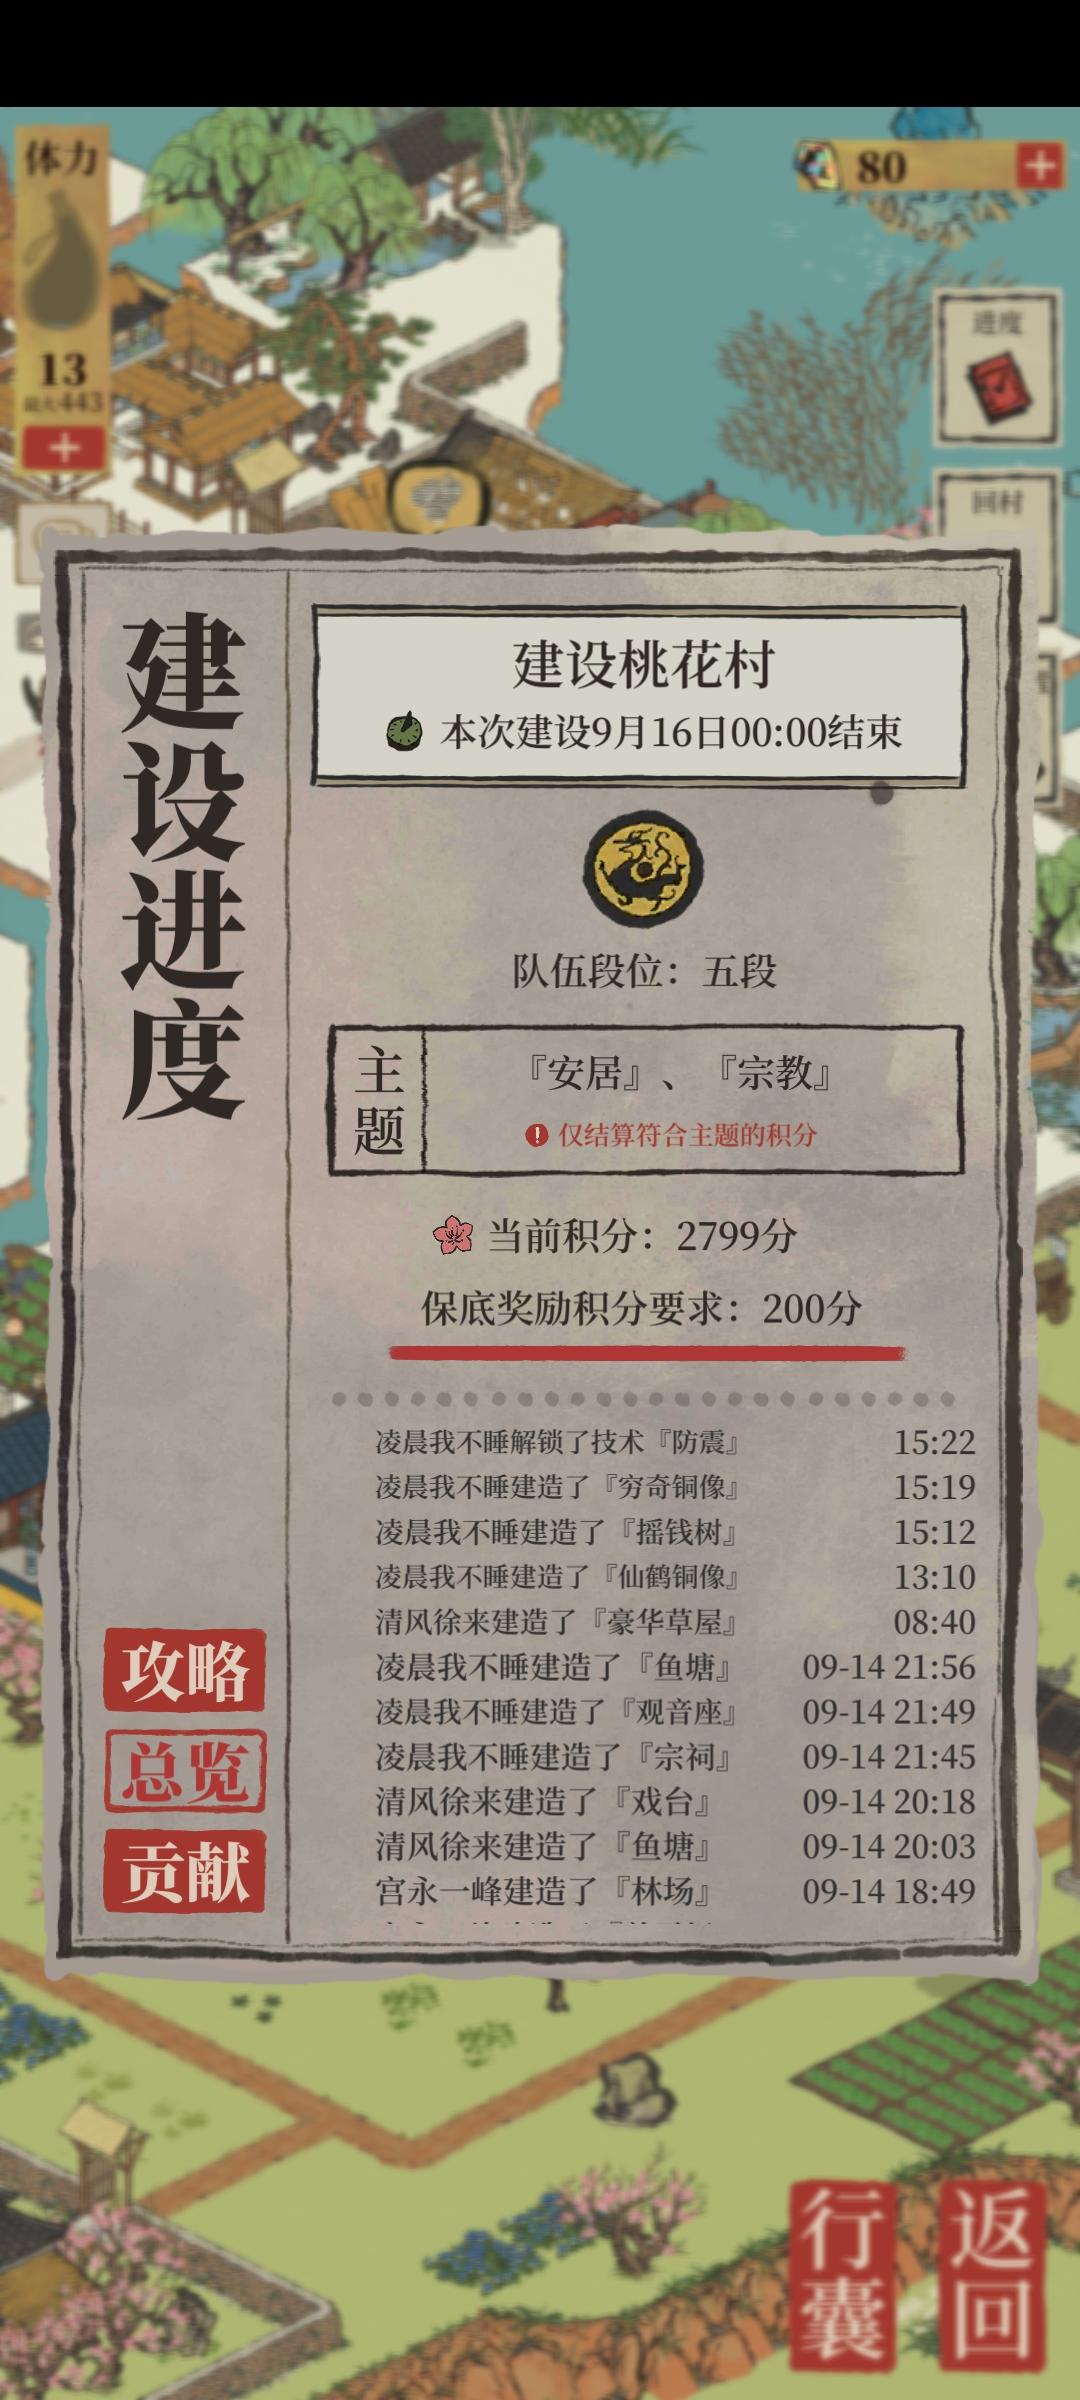 体力
13
最大443
80
进度
回村
建设进度
建设桃花村
本次建设9月16日00:00结束
队伍段位：五段
主题
『安居』、『宗教』
仅结算符合主题的积分
当前积分：2799分
保底奖励积分要求：200分
凌晨我不睡解锁了技术『防震』 15:22
凌晨我不睡建造了『穷奇铜像』 15:19
凌晨我不睡建造了『摇钱树』 15:12
凌晨我不睡建造了『仙鹤铜像』 13:10
清风徐来建造了『豪华草屋』 08:40
凌晨我不睡建造了『鱼塘』 09-14 21:56
凌晨我不睡建造了『观音座』 09-14 21:49
凌晨我不睡建造了『宗祠』 09-14 21:45
清风徐来建造了『戏台』 09-14 20:18
清风徐来建造了『鱼塘』 09-14 20:03
宫永一峰建造了『林场』 09-14 18:49
攻略
总览
贡献
行囊
返回